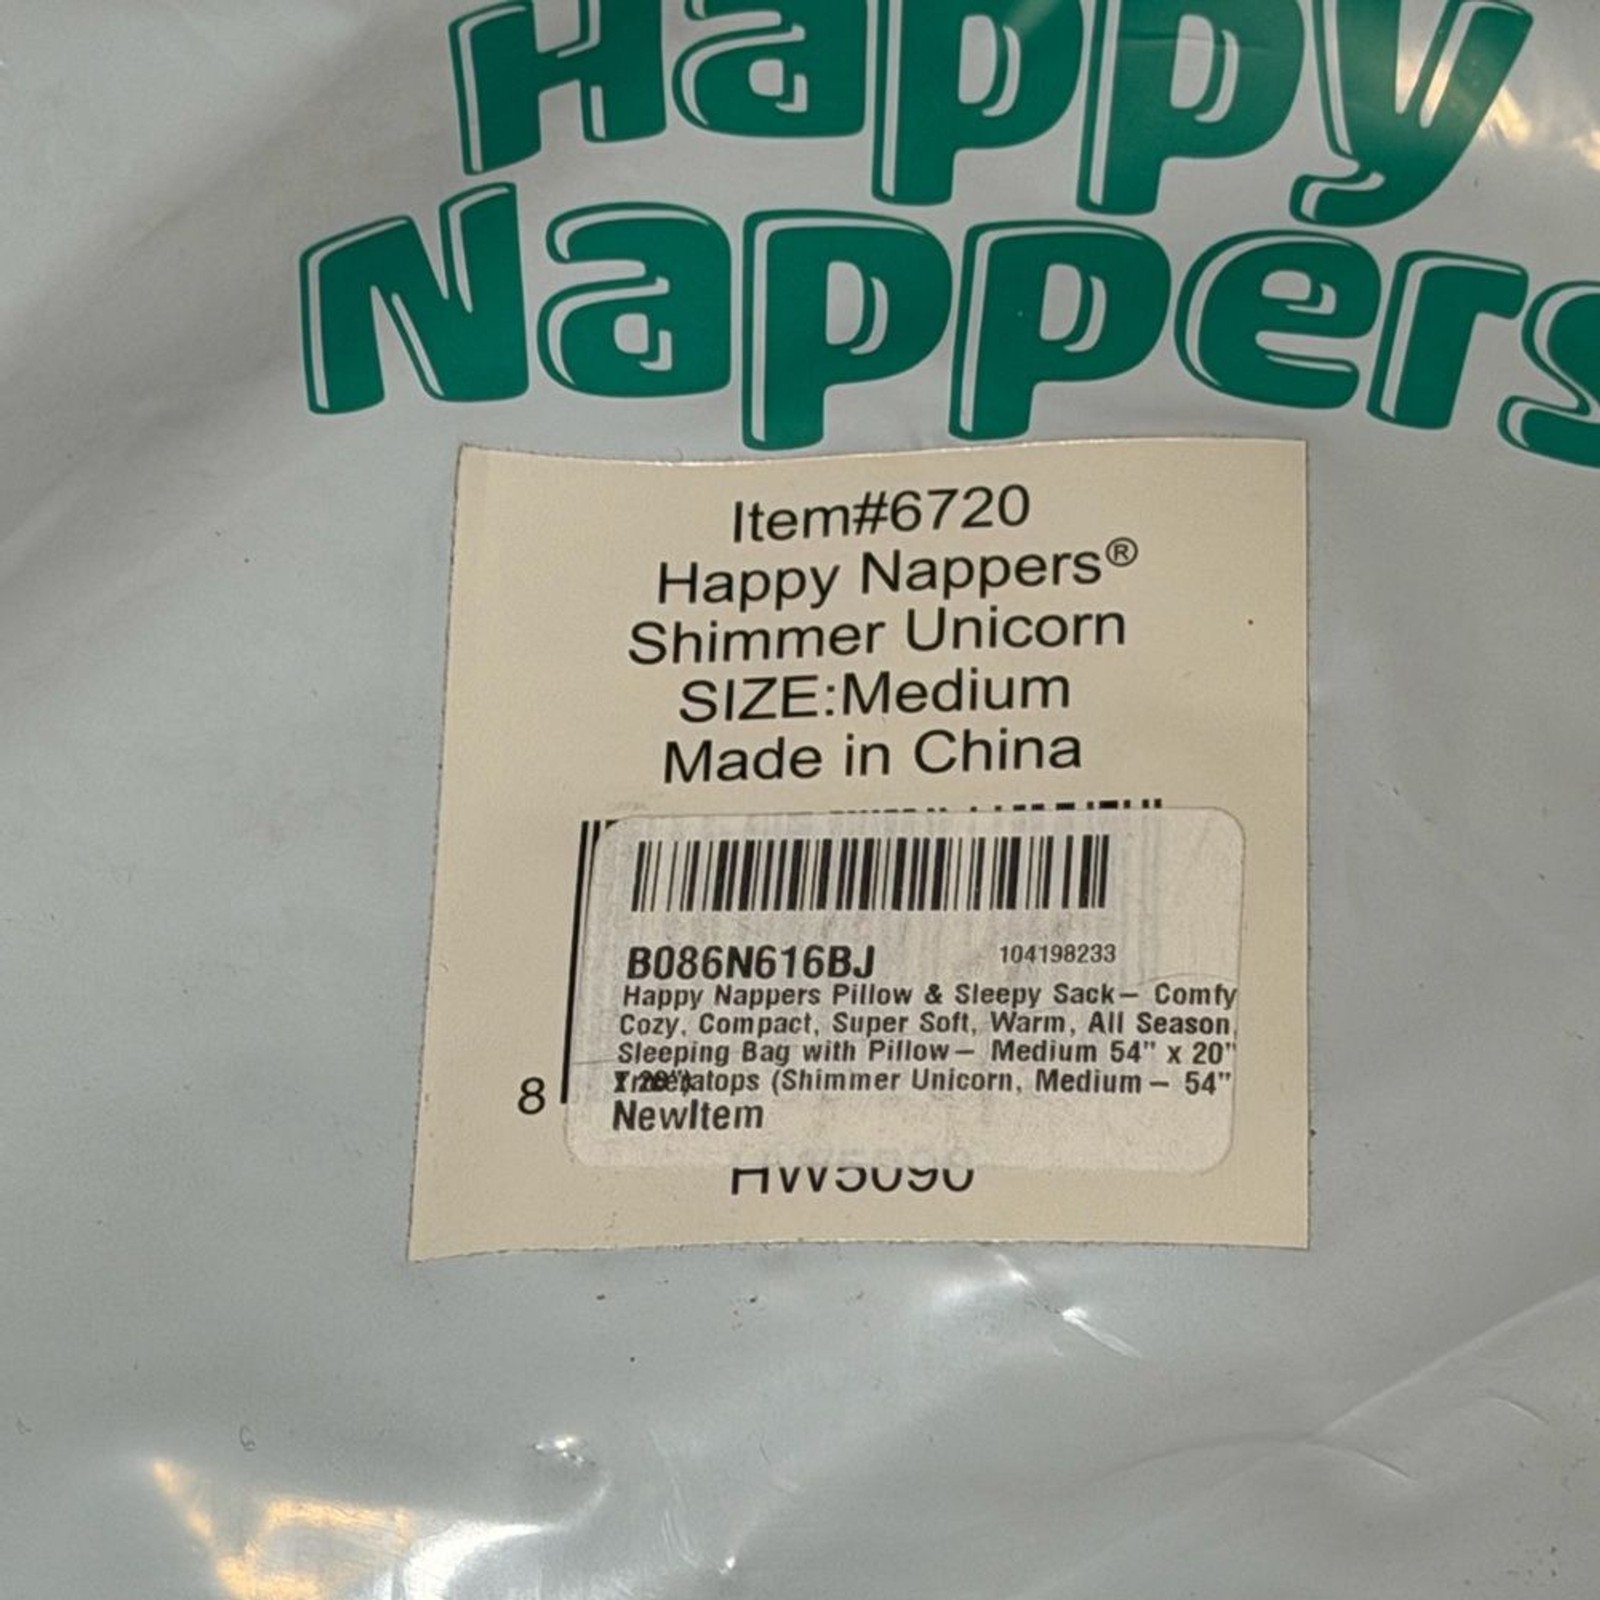 Happy
Nappers
Item#6720
Happy Nappers®
Shimmer Unicorn
SIZE:Medium
Made in China
B086N616BJ 104198233
Happy Nappers Pillow & Sleepy Sack– Comfy
Cozy, Compact, Super Soft, Warm, All Season,
Sleeping Bag with Pillow– Medium 54” x 20”
(Shimmer Unicorn, Medium – 54”
NewItem
8
HW5090